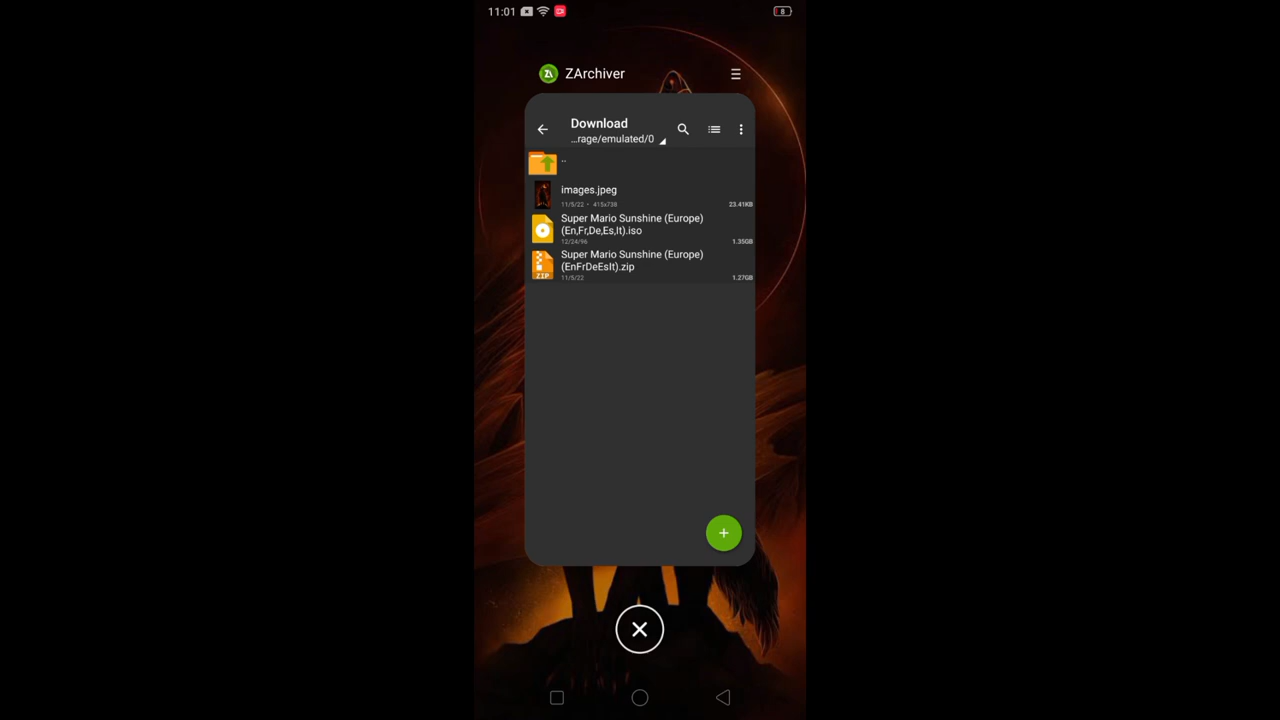 11:01
8
ZArchiver
Download
...rage/emulated/0
..
images.jpeg
11/5/22 • 415x738
23.41KB
Super Mario Sunshine (Europe)
(En,Fr,De,Es,It).iso
12/24/96
1.35GB
Super Mario Sunshine (Europe)
(EnFrDeEsIt).zip
ZIP
11/5/22
1.27GB